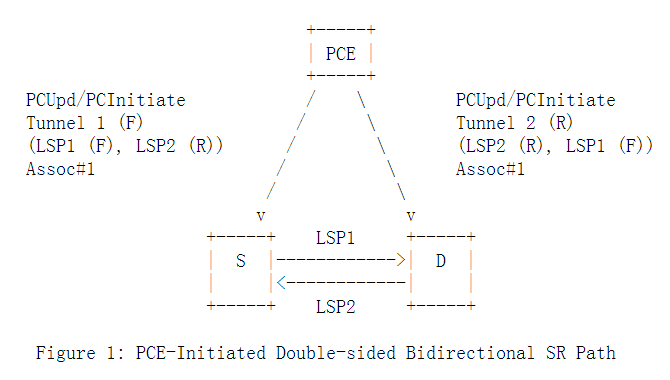 PCE
PCUpd/PCInitiate
Tunnel 1 (F)
(LSP1 (F), LSP2 (R))
Assoc#1
PCUpd/PCInitiate
Tunnel 2 (R)
(LSP2 (R), LSP1 (F))
Assoc#1
v v
LSP1
S D
LSP2
Figure 1: PCE-Initiated Double-sided Bidirectional SR Path